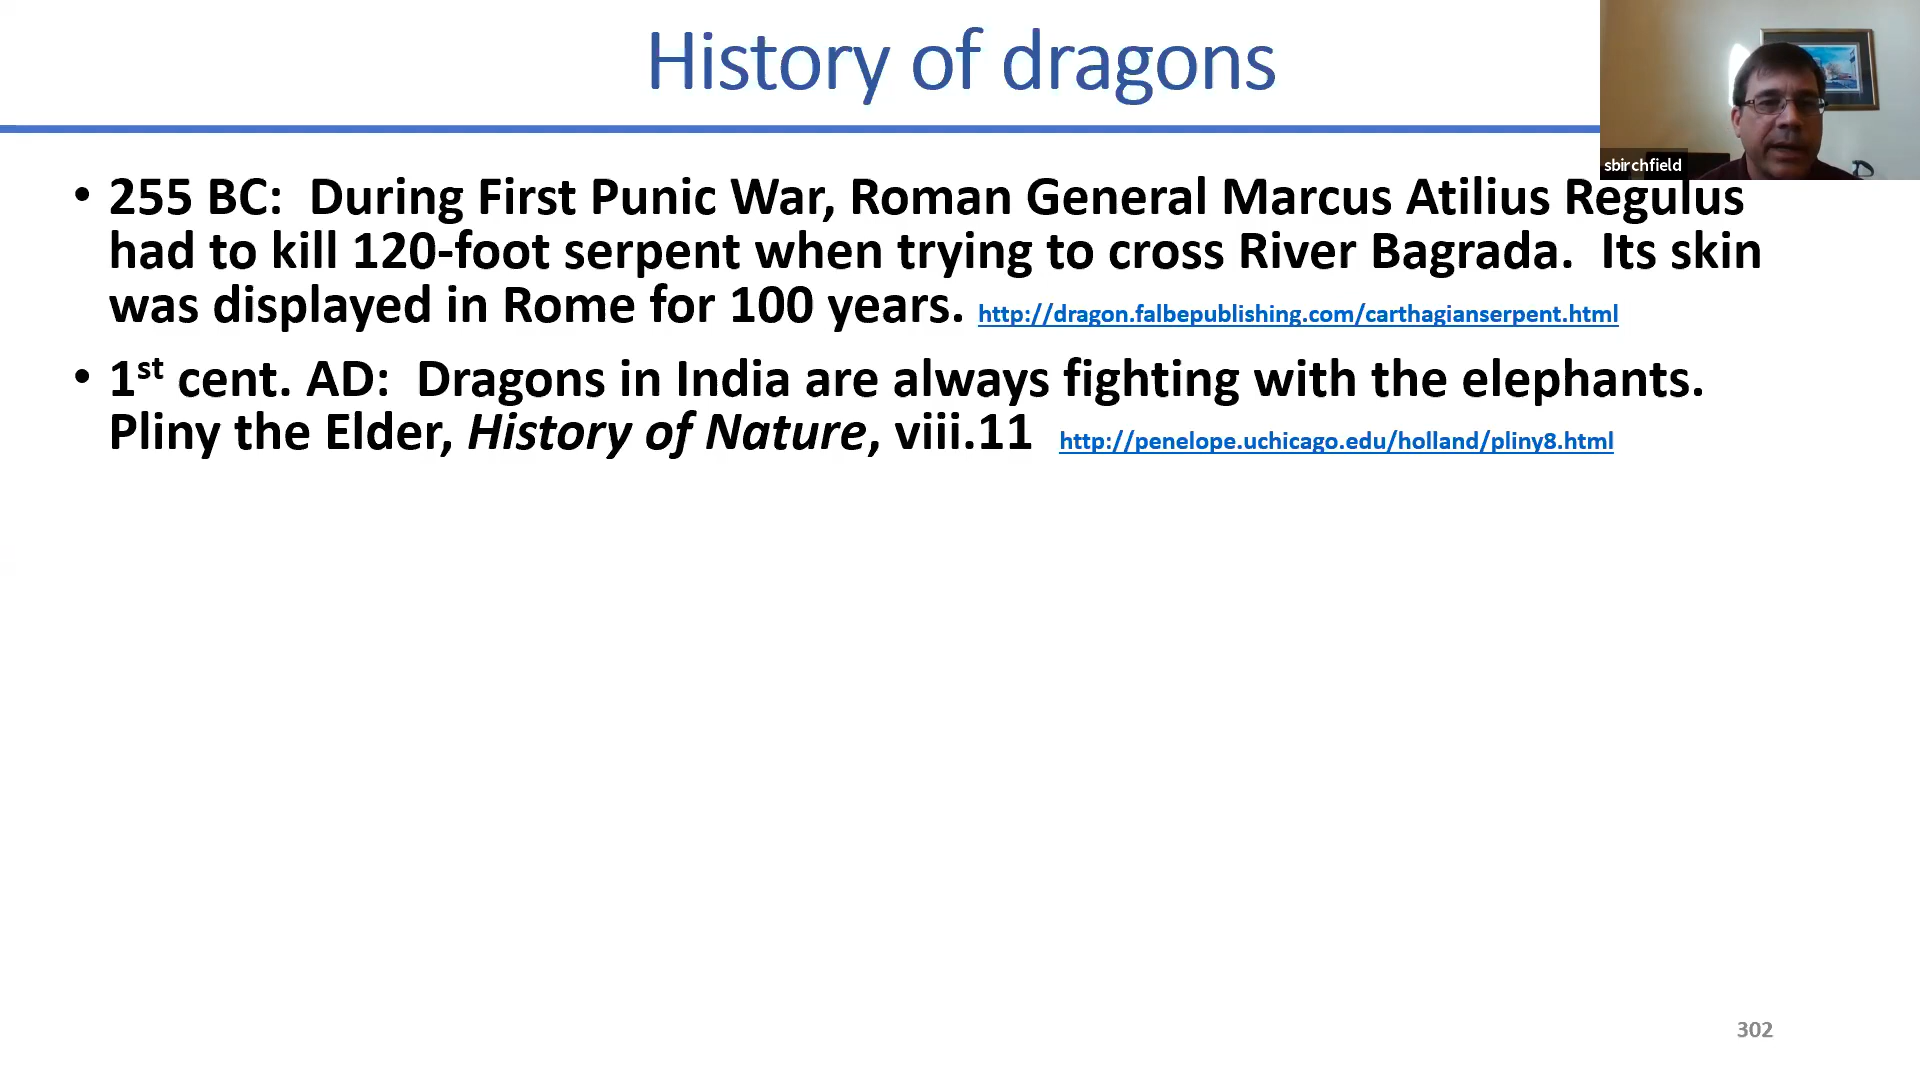 History of dragons
sbirchfield
• 255 BC:  During First Punic War, Roman General Marcus Atilius Regulus
had to kill 120-foot serpent when trying to cross River Bagrada.  Its skin
was displayed in Rome for 100 years. http://dragon.falbepublishing.com/carthagianserpent.html
• 1st cent. AD:  Dragons in India are always fighting with the elephants.
Pliny the Elder, History of Nature, viii.11  http://penelope.uchicago.edu/holland/pliny8.html
302